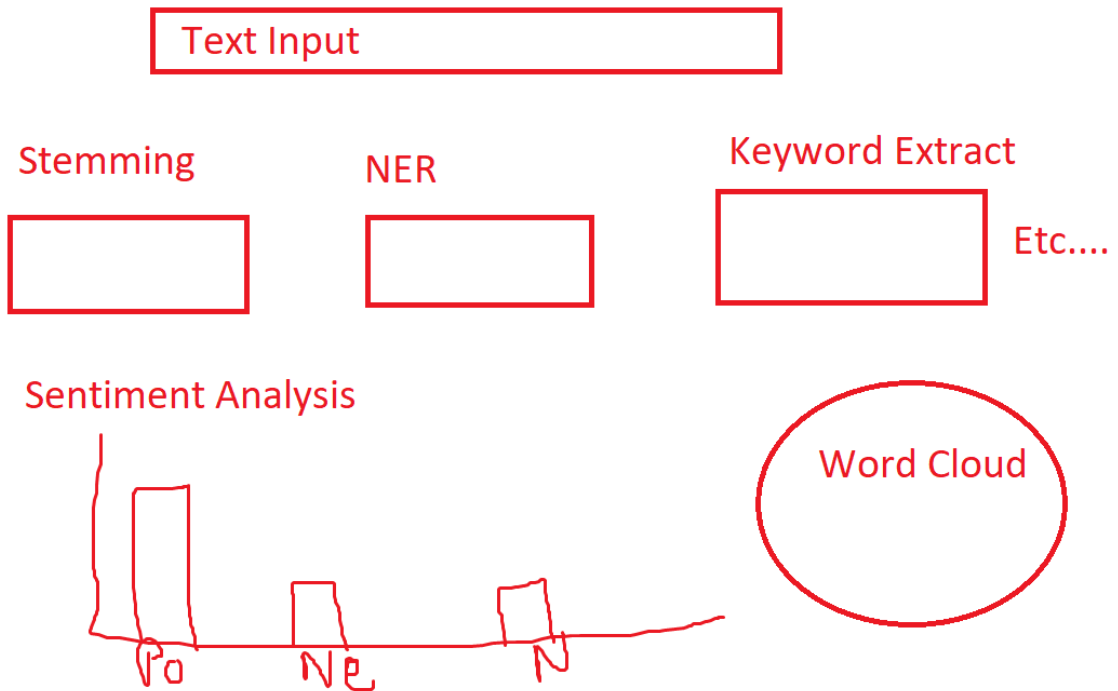 Text Input
Stemming
NER
Keyword Extract
Etc....
Sentiment Analysis
Word Cloud
Po
Ne
N